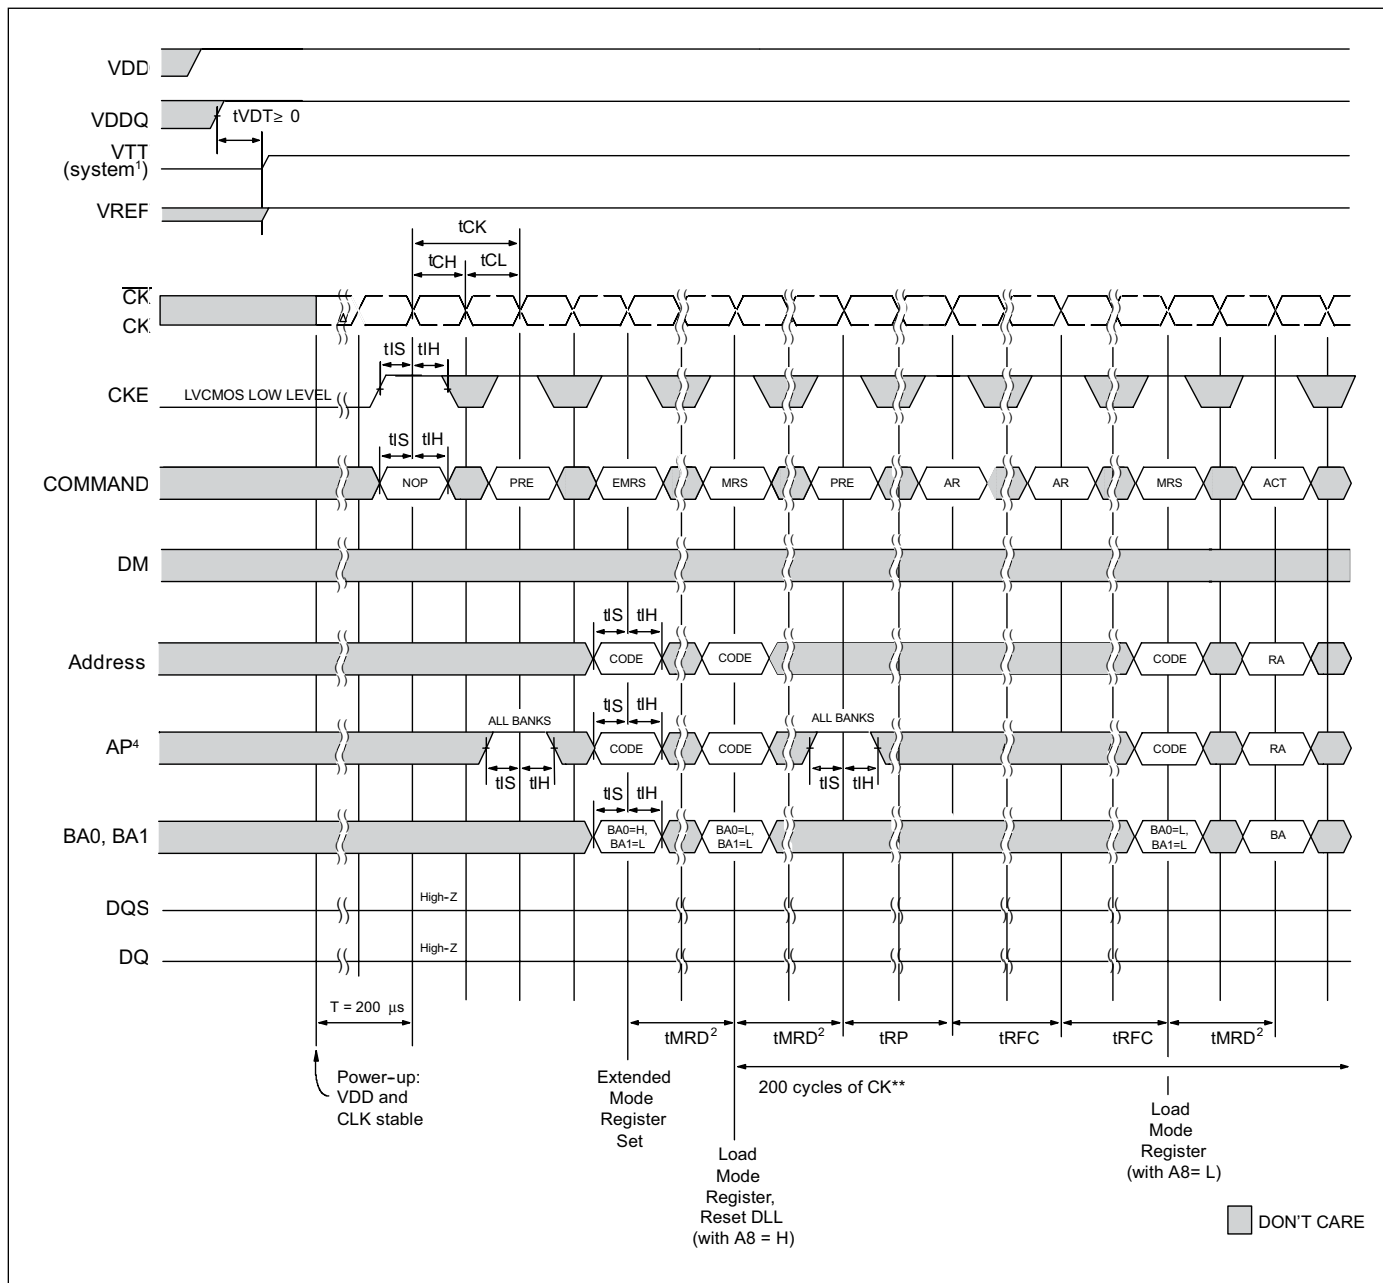 VDD
VDDQ
tVDT≥ 0
VTT
(system¹)
VREF
tCK
tCH
tCL
CK
CK
tIS
tIH
CKE
LVCMOS LOW LEVEL
tIS
tIH
COMMAND
NOP
PRE
EMRS
MRS
PRE
AR
AR
MRS
ACT
DM
tIS
tIH
Address
CODE
CODE
CODE
RA
ALL BANKS
tIS
tIH
ALL BANKS
AP⁴
CODE
CODE
CODE
RA
tIS
tIH
tIS
tIH
tIS
tIH
BA0, BA1
BA0=H,
BA1=L
BA0=L,
BA1=L
BA0=L,
BA1=L
BA
DQS
High-Z
DQ
High-Z
T = 200 µs
tMRD²
tMRD²
tRP
tRFC
tRFC
tMRD²
Power-up:
VDD and
CLK stable
Extended
Mode
Register
Set
200 cycles of CK**
Load
Mode
Register,
Reset DLL
(with A8 = H)
Load
Mode
Register
(with A8= L)
DON'T CARE